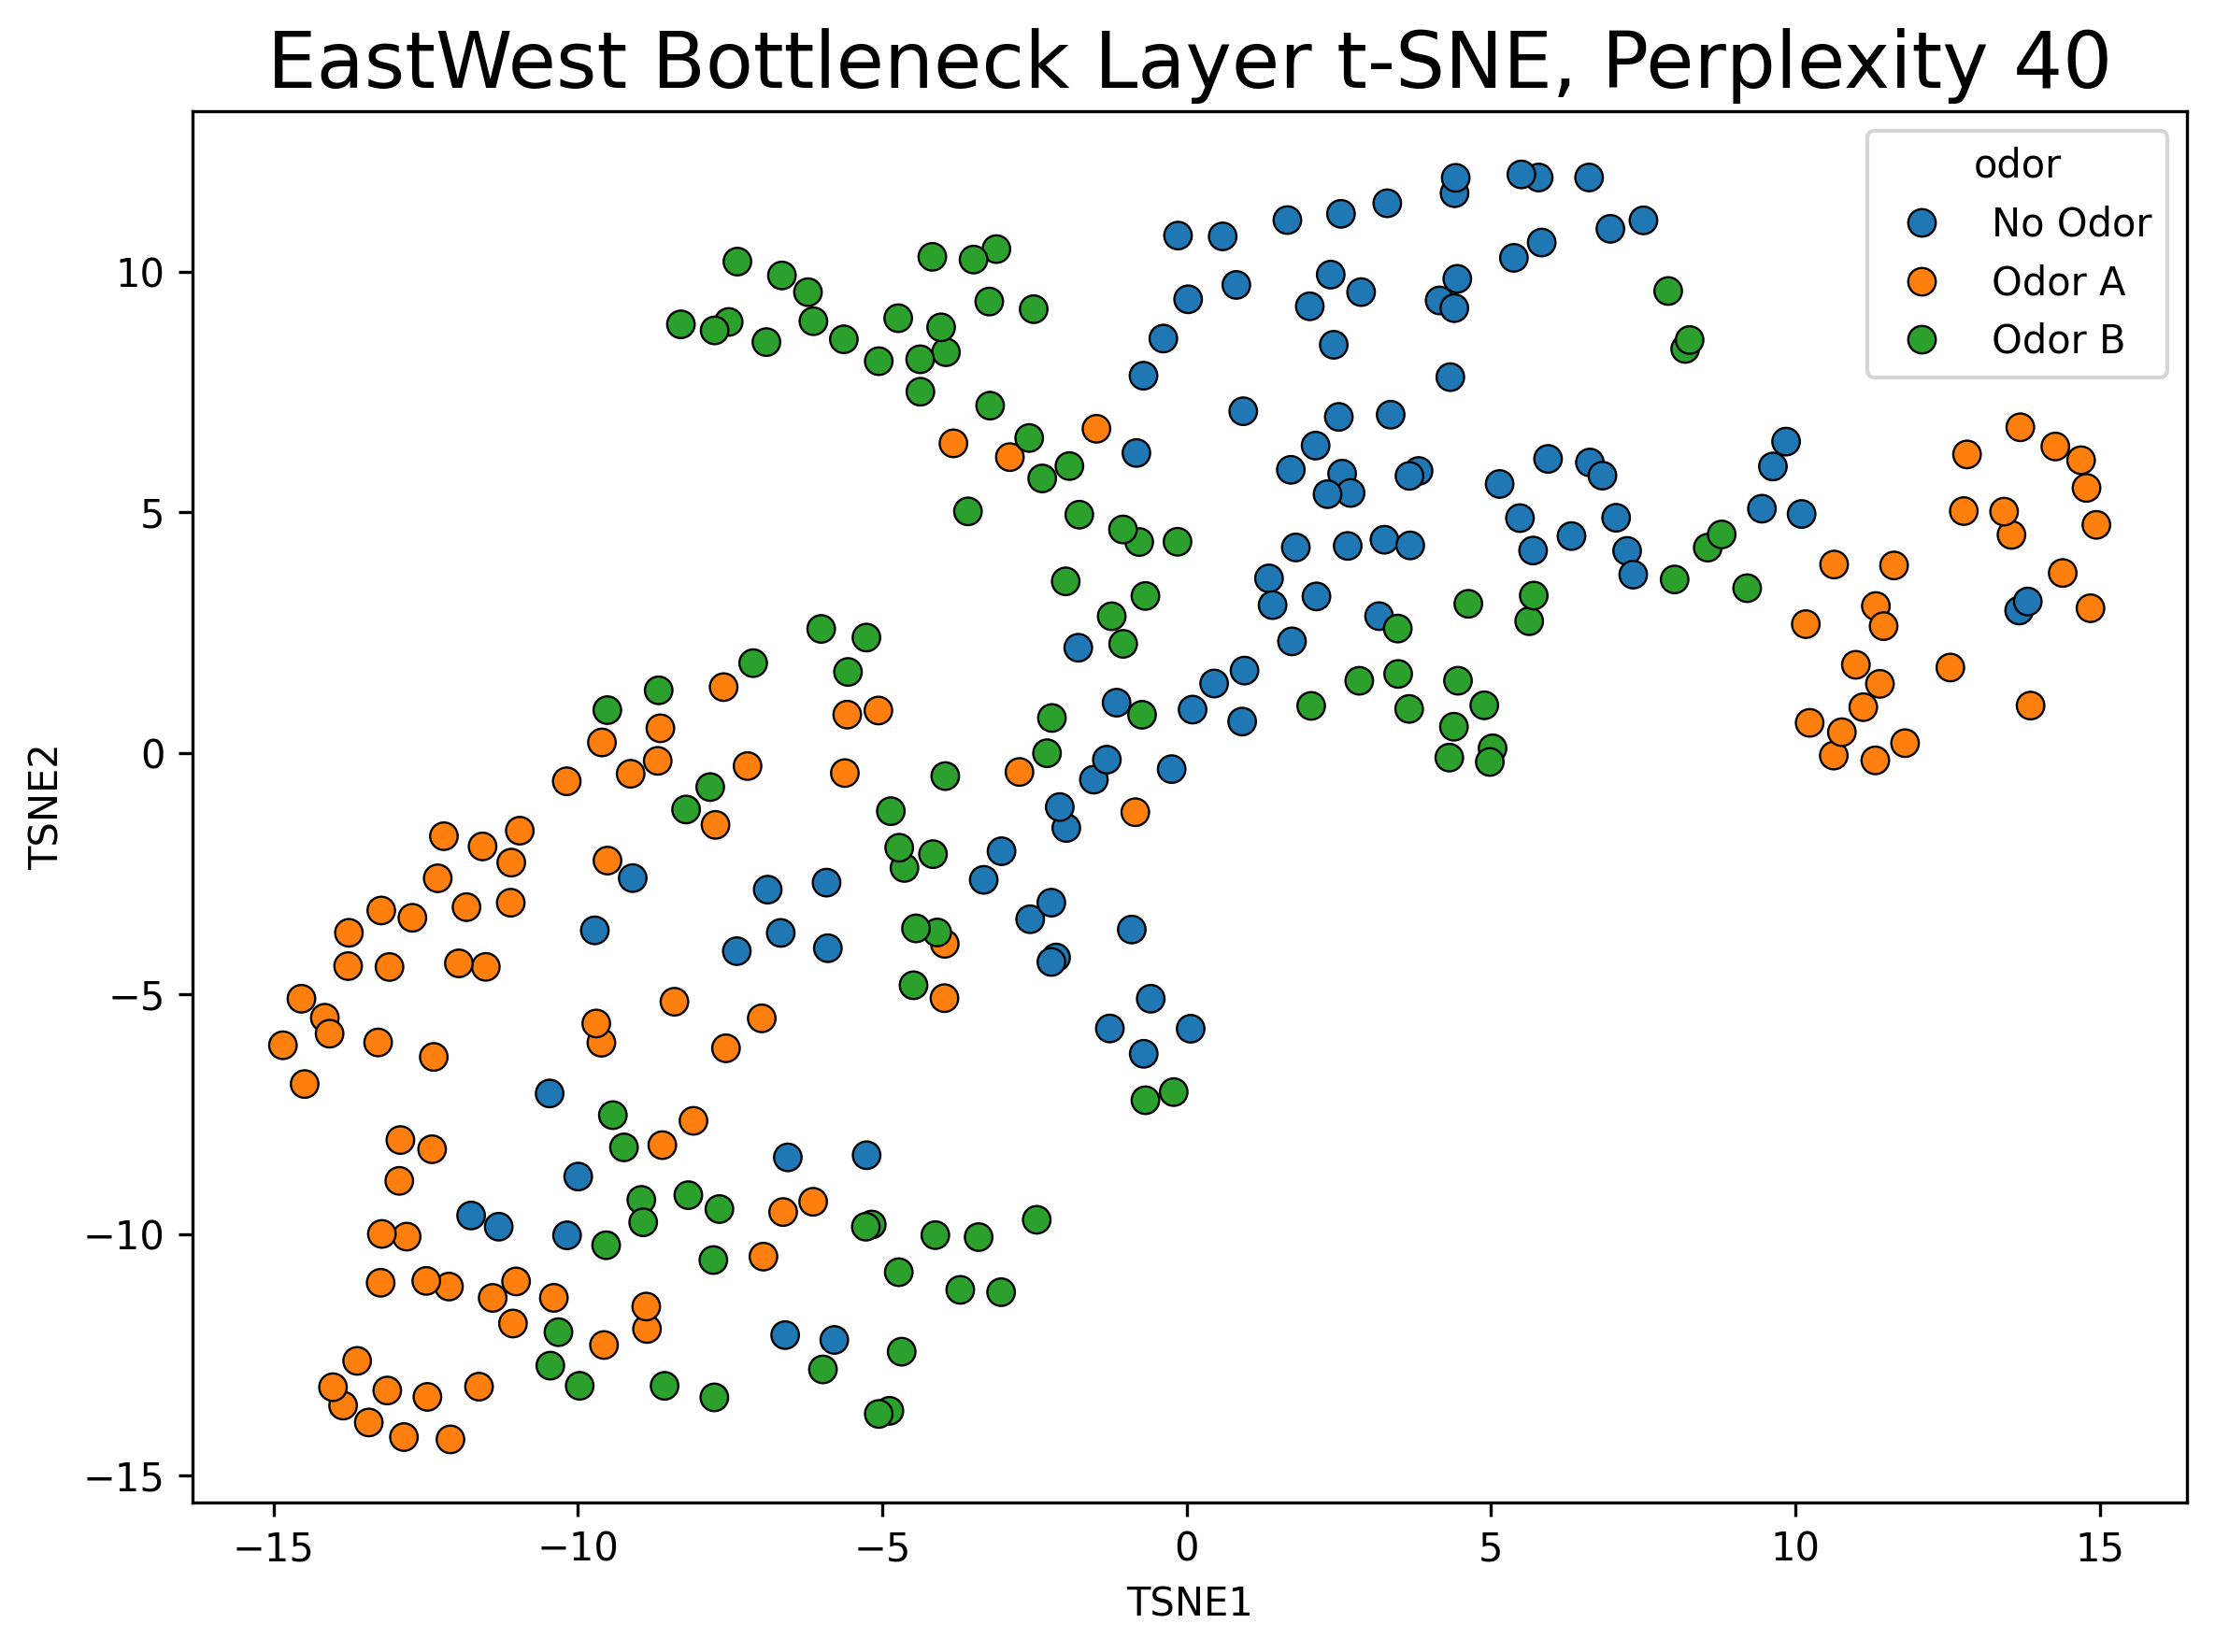 EastWest Bottleneck Layer t-SNE, Perplexity 40
odor
No Odor
Odor A
Odor B
10
5
0
−5
−10
−15
TSNE2
−15 −10 −5 0 5 10 15
TSNE1